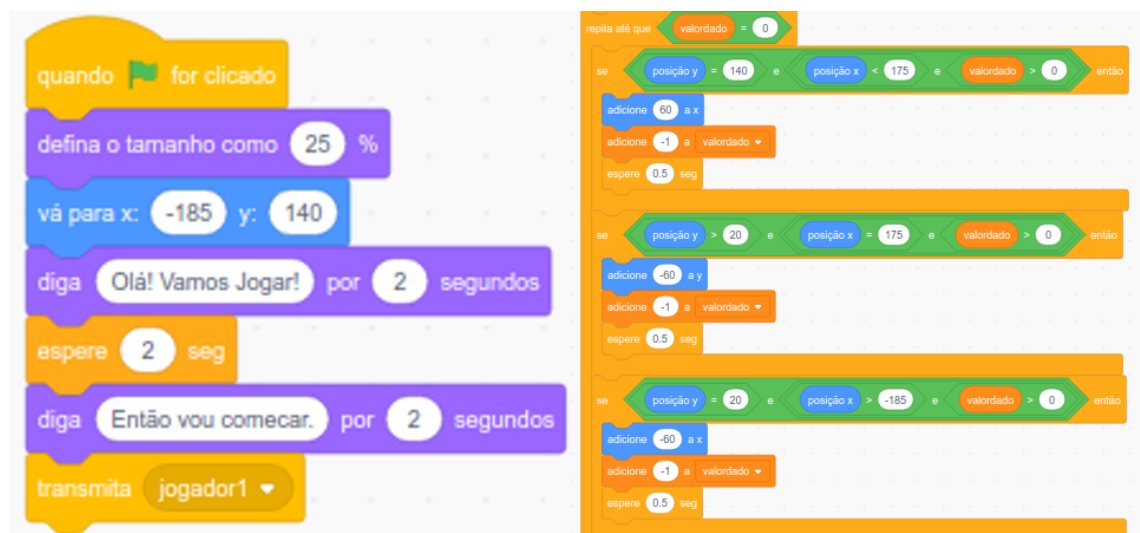 quando for clicado
defina o tamanho como 25 %
vá para x: -185 y: 140
diga Olá! Vamos Jogar! por 2 segundos
espere 2 seg
diga Então vou comecar. por 2 segundos
transmita jogador1
repita até que valordado = 0
se posição y = 140 e posição x < 175 e valordado > 0 então
adicione 60 a x
adicione -1 a valordado
espere 0.5 seg
se posição y > 20 e posição x = 175 e valordado > 0 então
adicione -60 a y
adicione -1 a valordado
espere 0.5 seg
se posição y = 20 e posição x > -185 e valordado > 0 então
adicione -60 a x
adicione -1 a valordado
espere 0.5 seg